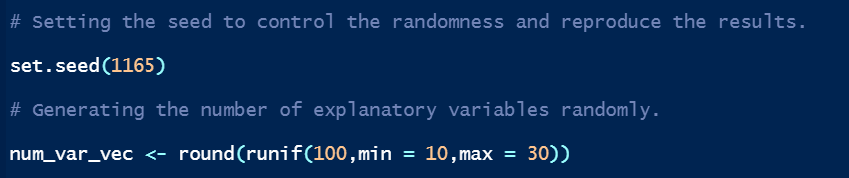 # Setting the seed to control the randomness and reproduce the results.
set.seed(1165)
# Generating the number of explanatory variables randomly.
num_var_vec <- round(runif(100,min = 10,max = 30))